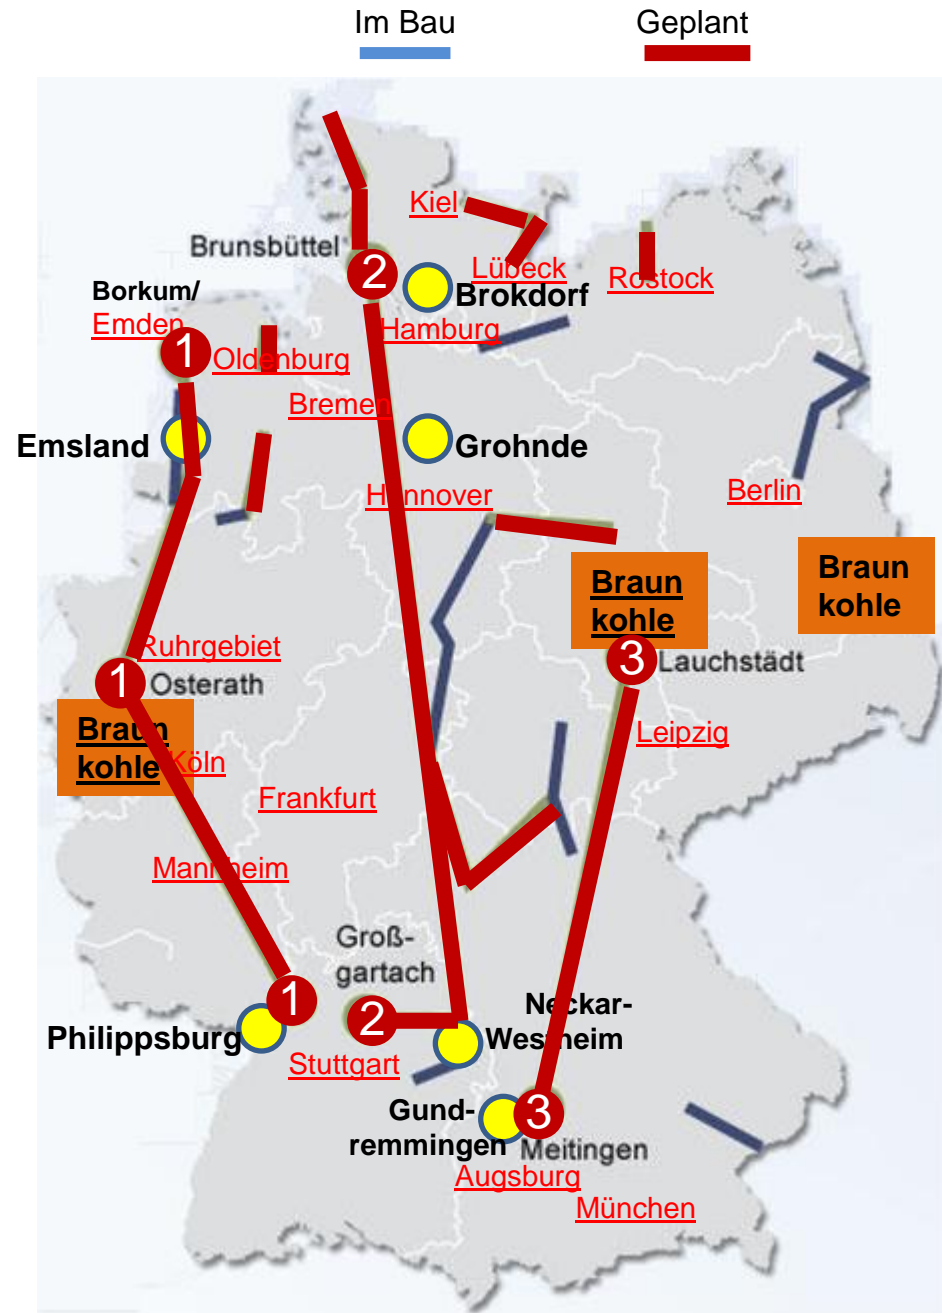 Im Bau
Geplant
Kiel
Brunsbüttel
2
Lübeck
Rostock
Borkum/
Brokdorf
Emden
Hamburg
1
Oldenburg
Bremen
Emsland
Grohnde
Hannover
Berlin
Braun
kohle
Braun
kohle
Ruhrgebiet
3
Lauchstädt
1
Osterath
Braun
kohle
Köln
Leipzig
Frankfurt
Mannheim
Groß-
gartach
1
2
Neckar-
Westheim
Philippsburg
Stuttgart
Gund-
remmingen
3
Meitingen
Augsburg
München